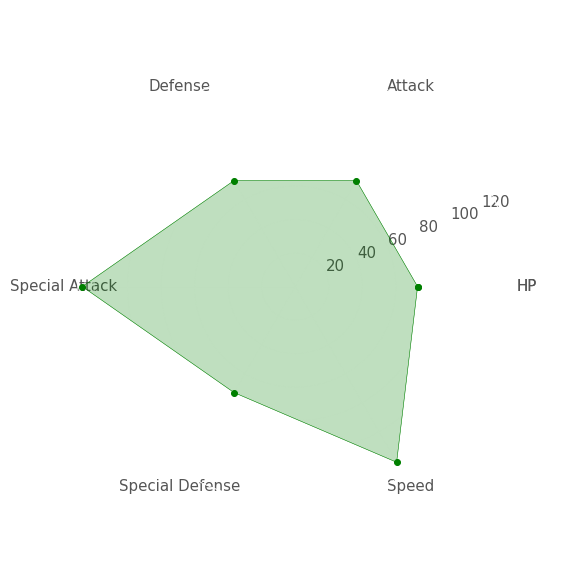 Defense
Attack
120
100
80
60
40
20
Special Attack
HP
Special Defense
Speed